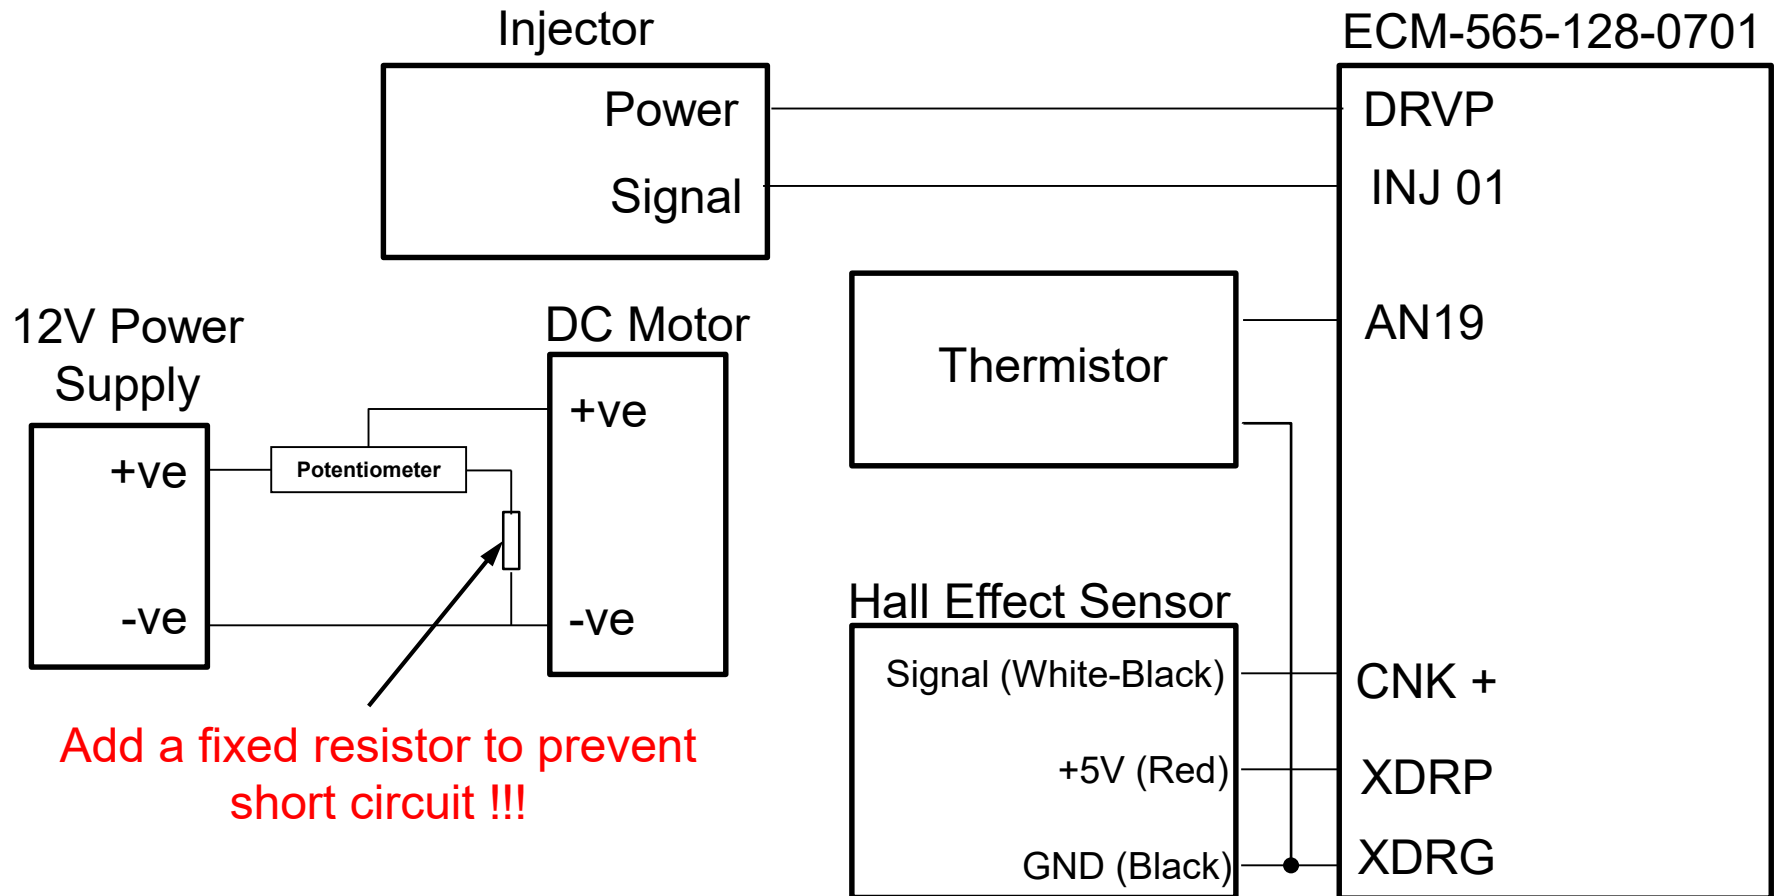 Injector
ECM-565-128-0701
Power
DRVP
Signal
INJ 01
12V Power
Supply
DC Motor
Thermistor
AN19
+ve
+ve
Potentiometer
-ve
-ve
Add a fixed resistor to prevent
short circuit !!!
Hall Effect Sensor
Signal (White-Black)
CNK +
+5V (Red)
XDRP
GND (Black)
XDRG